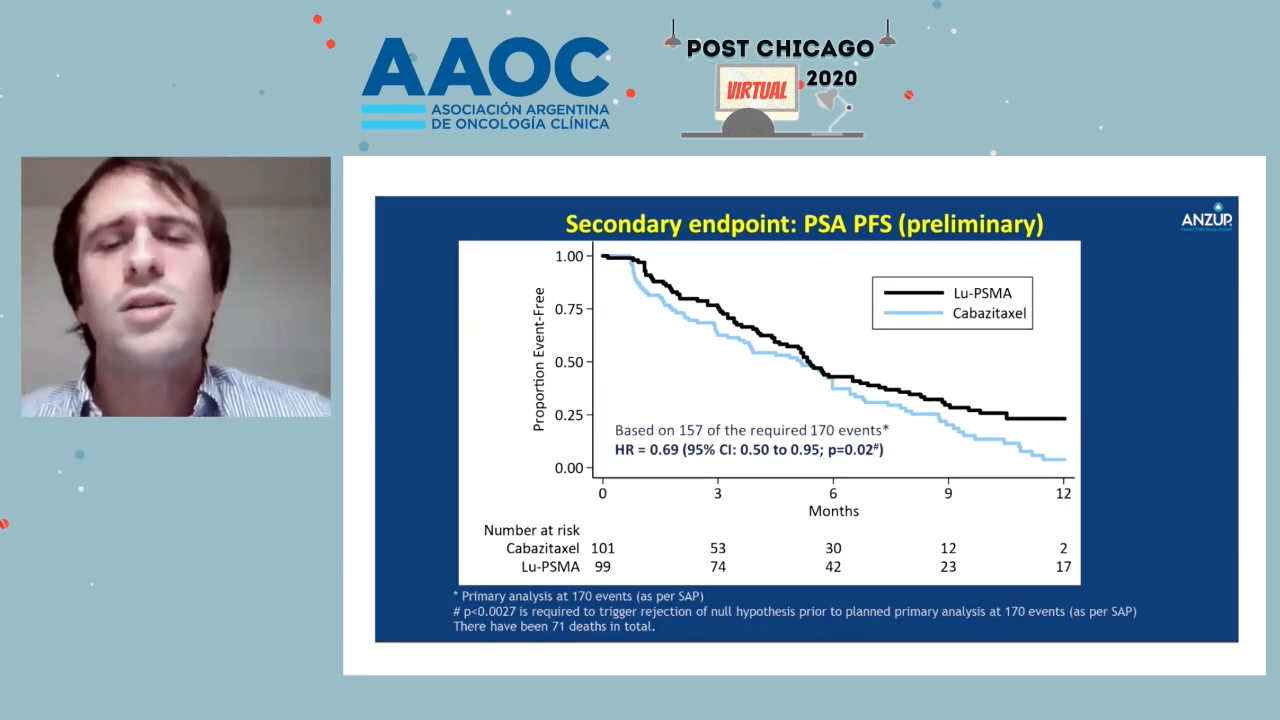 AAOC
ASOCIACIÓN ARGENTINA
DE ONCOLOGÍA CLÍNICA
POST CHICAGO
2020
VIRTUAL
ANZUP
Secondary endpoint: PSA PFS (preliminary)
1.00
0.75
0.50
0.25
0.00
Proportion Event-Free
Lu-PSMA
Cabazitaxel
Based on 157 of the required 170 events*
HR = 0.69 (95% CI: 0.50 to 0.95; p=0.02#)
0 3 6 9 12
Months
Number at risk
Cabazitaxel 101 53 30 12 2
Lu-PSMA 99 74 42 23 17
* Primary analysis at 170 events (as per SAP)
# p<0.0027 is required to trigger rejection of null hypothesis prior to planned primary analysis at 170 events (as per SAP)
There have been 71 deaths in total.